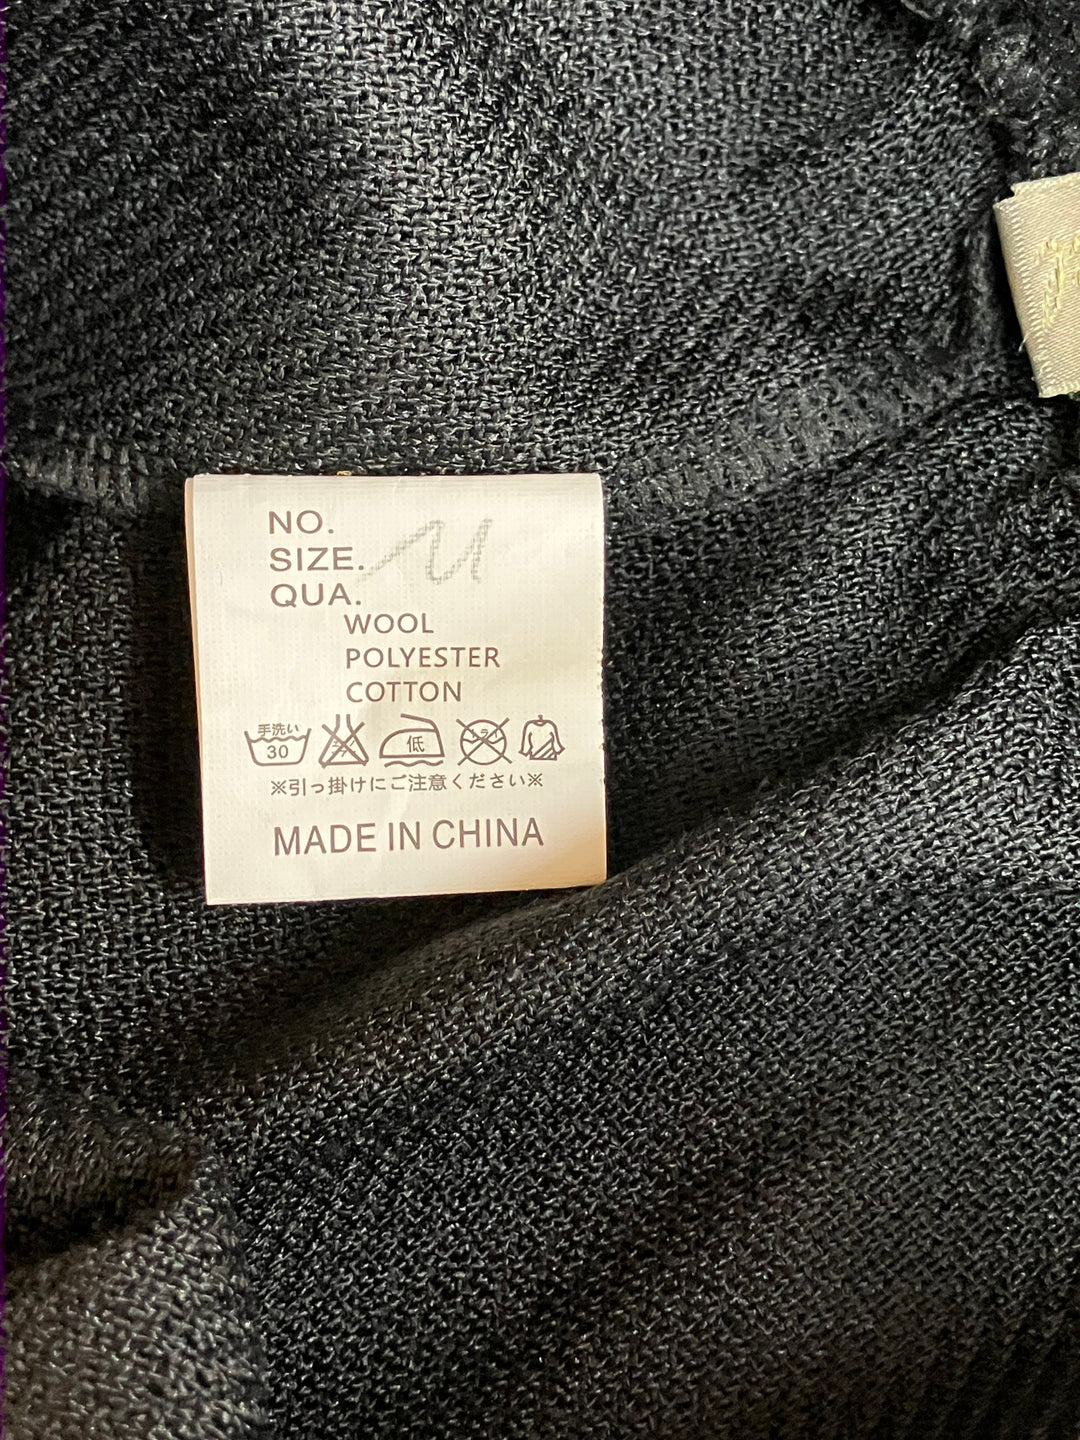 NO.
SIZE. M
QUA.
WOOL
POLYESTER
COTTON
手洗い
30
低
※引っ掛けにご注意ください※
MADE IN CHINA